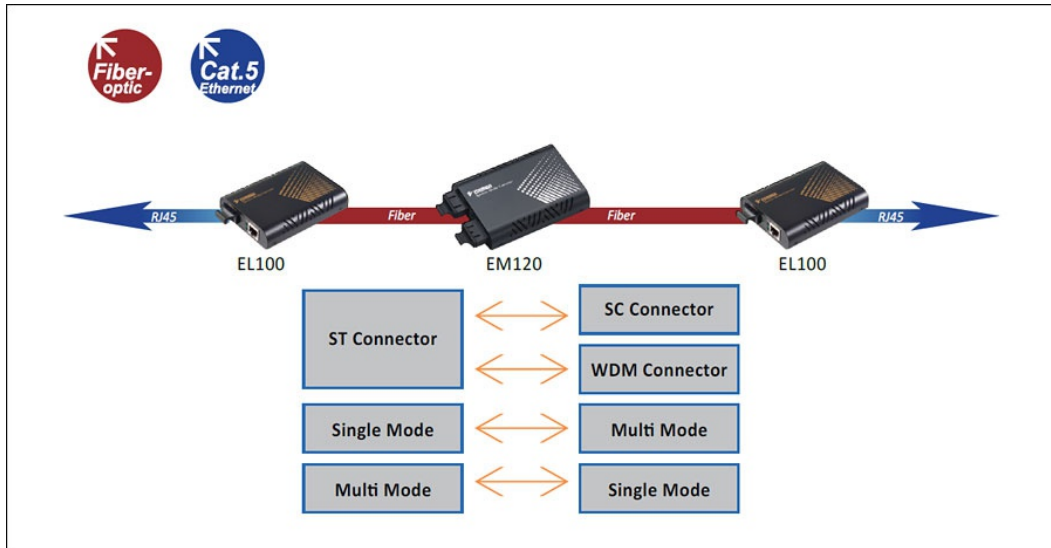 Fiber-
optic
Cat.5
Ethernet
RJ45
Fiber
Fiber
RJ45
EL100
EM120
EL100
ST Connector
SC Connector
WDM Connector
Single Mode
Multi Mode
Multi Mode
Single Mode